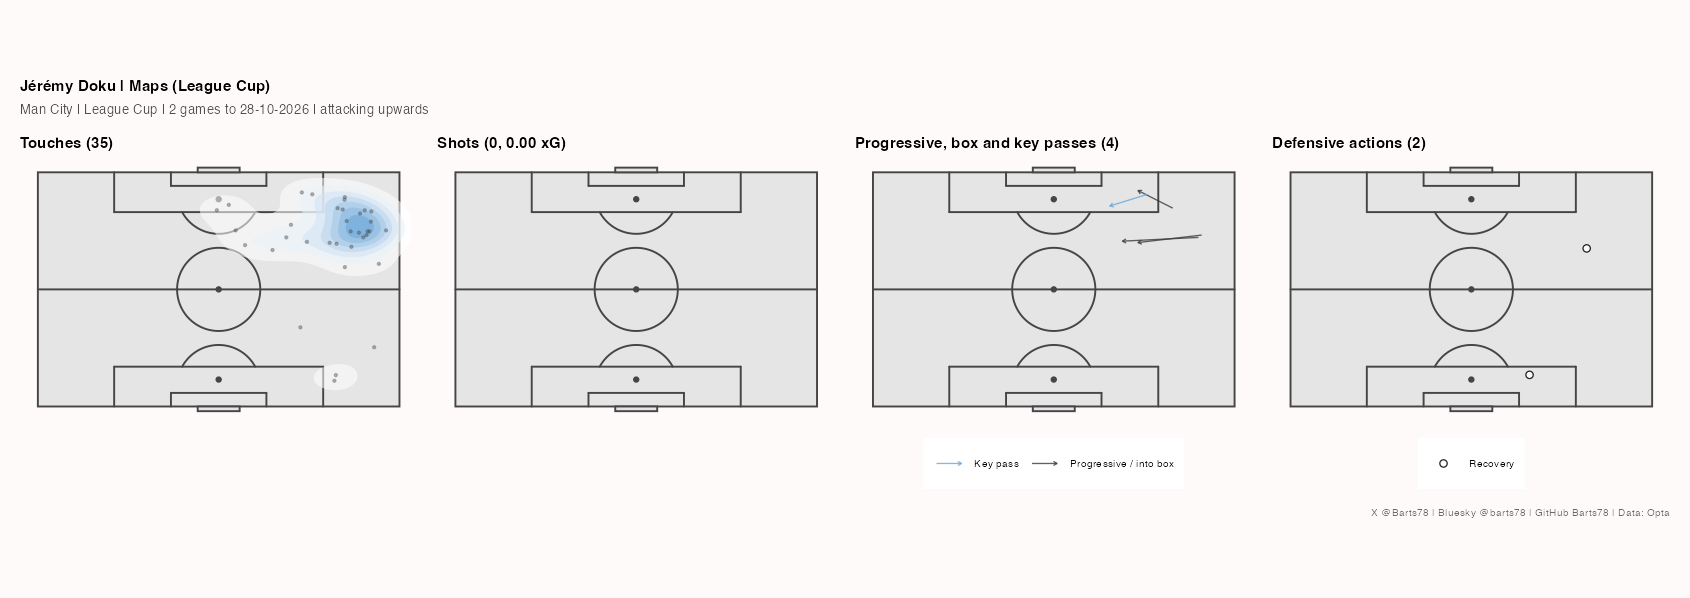 Jérémy Doku | Maps (League Cup)
Man City | League Cup | 2 games to 28-10-2026 | attacking upwards
Touches (35)
Shots (0, 0.00 xG)
Progressive, box and key passes (4)
Defensive actions (2)
Key pass
Progressive / into box
Recovery
X @Barts78 | Bluesky @barts78 | GitHub Barts78 | Data: Opta